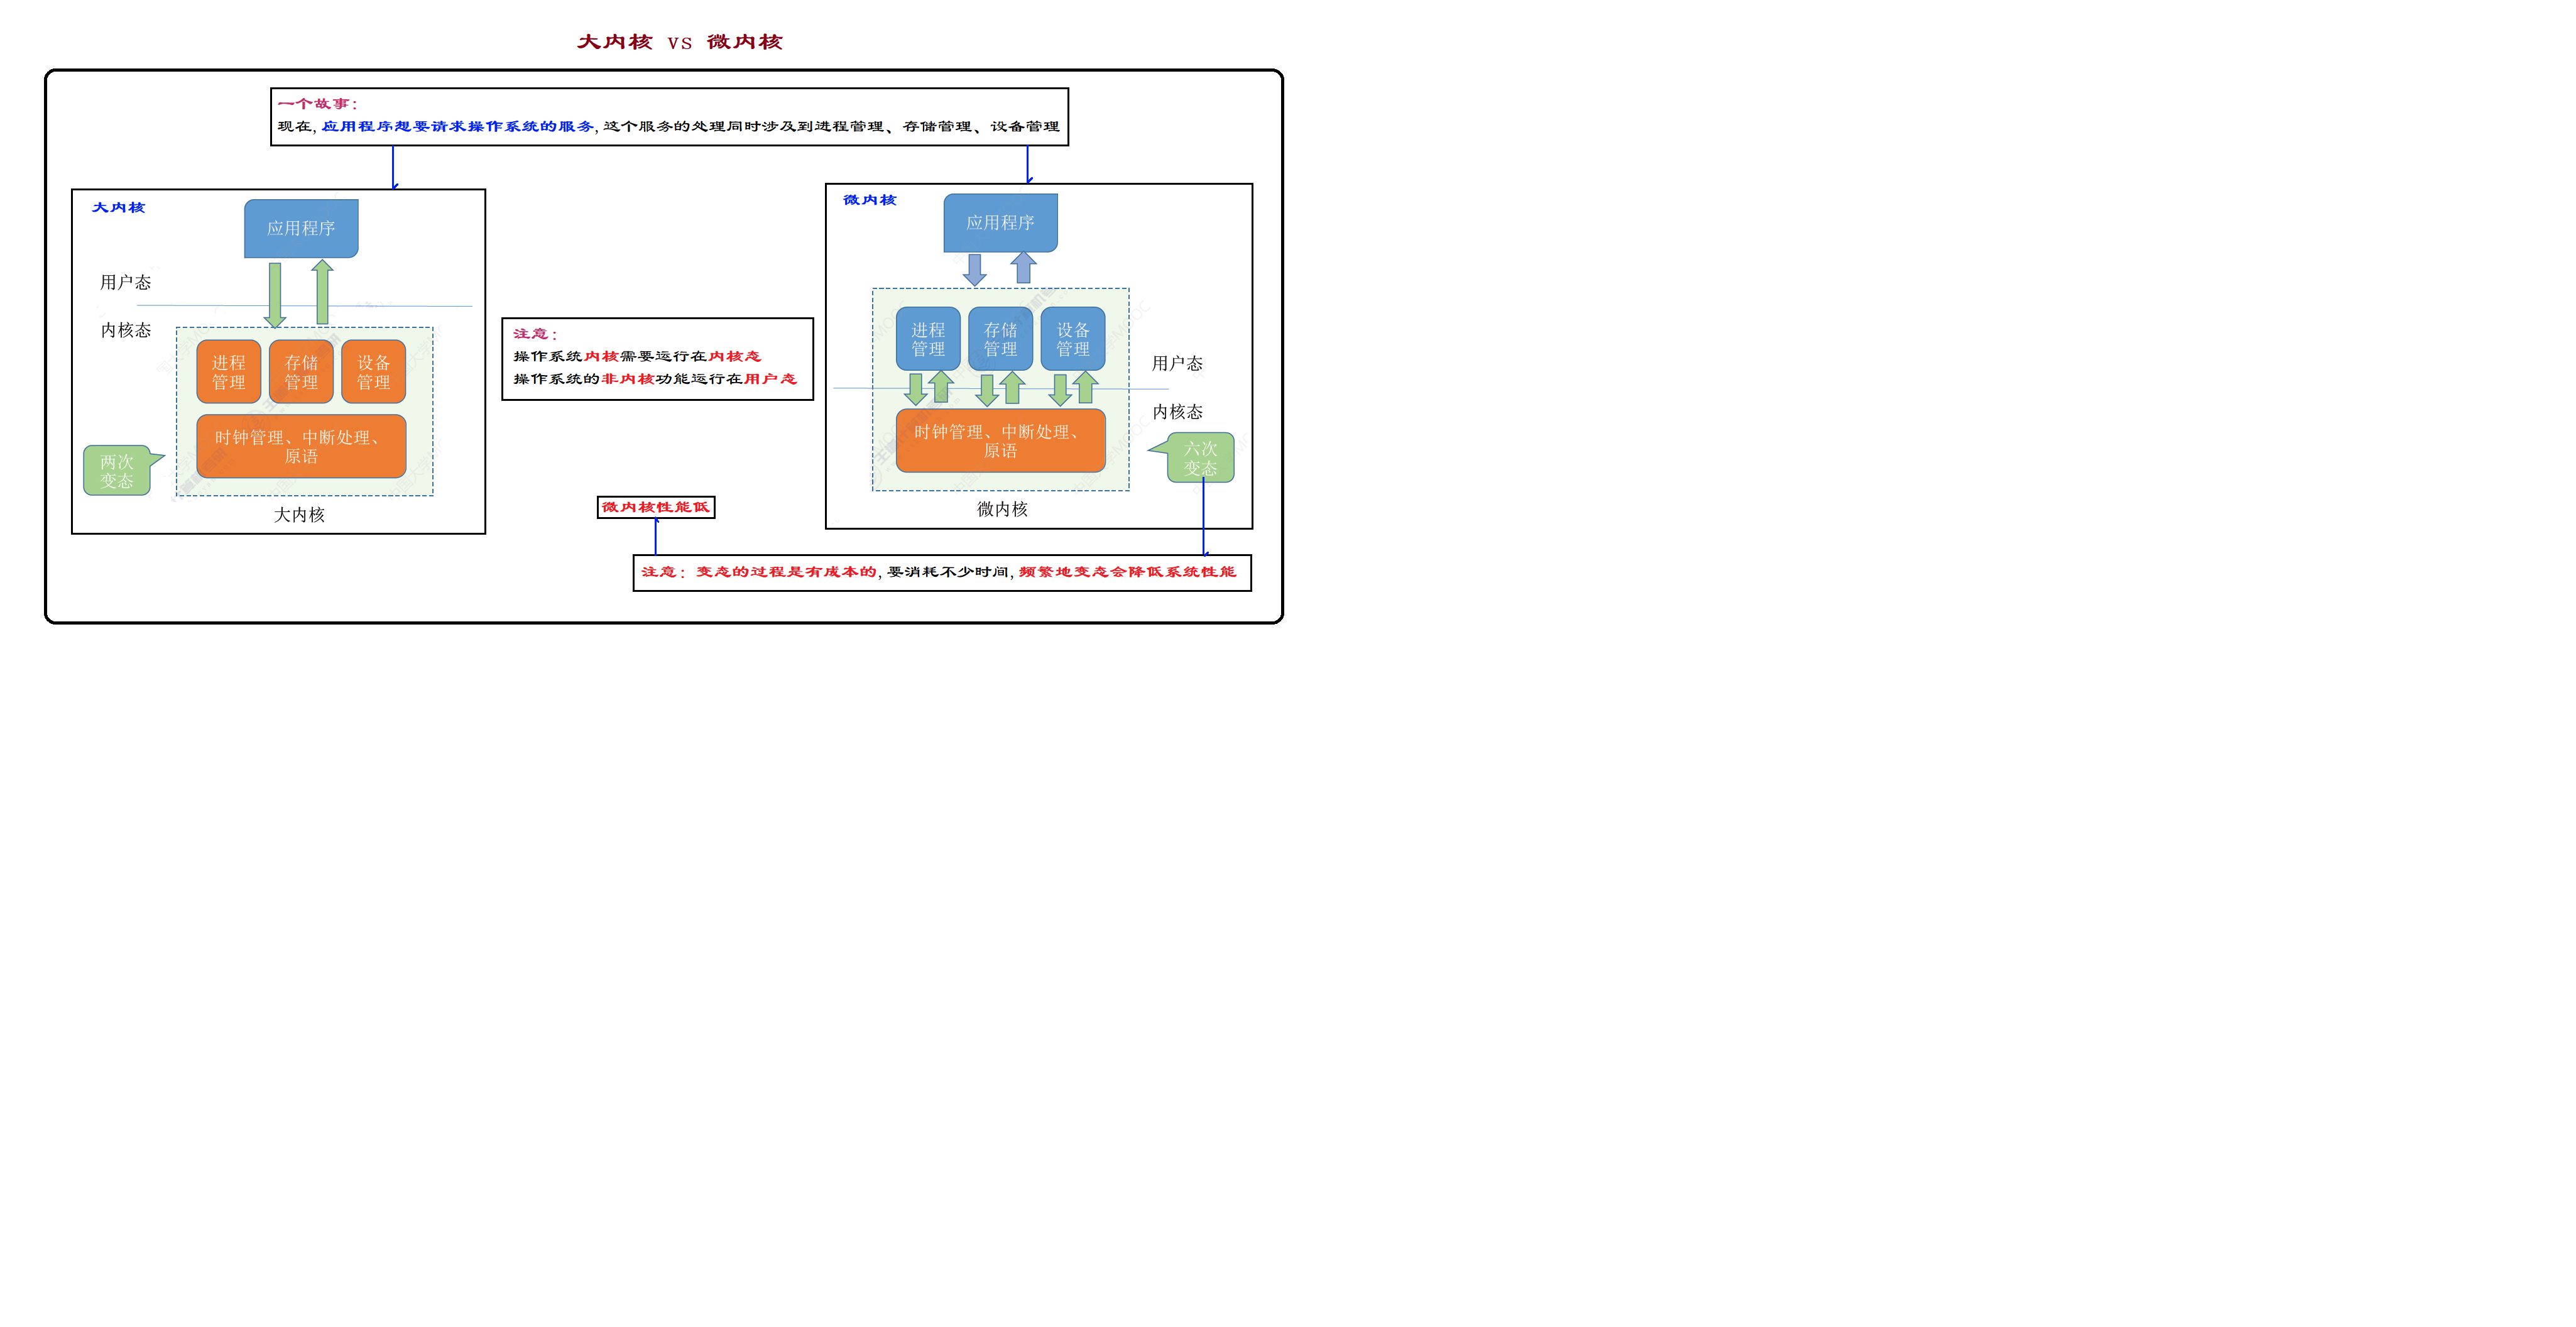 大内核 VS 微内核
一个故事：
现在,应用程序想要请求操作系统的服务,这个服务的处理同时涉及到进程管理、存储管理、设备管理
大内核
应用程序
用户态
内核态
进程
管理
存储
管理
设备
管理
时钟管理、中断处理、
原语
两次
变态
大内核
注意：
操作系统内核需要运行在内核态
操作系统的非内核功能运行在用户态
微内核
应用程序
进程
管理
存储
管理
设备
管理
用户态
内核态
时钟管理、中断处理、
原语
六次
变态
微内核
微内核性能低
注意：变态的过程是有成本的,要消耗不少时间,频繁地变态会降低系统性能